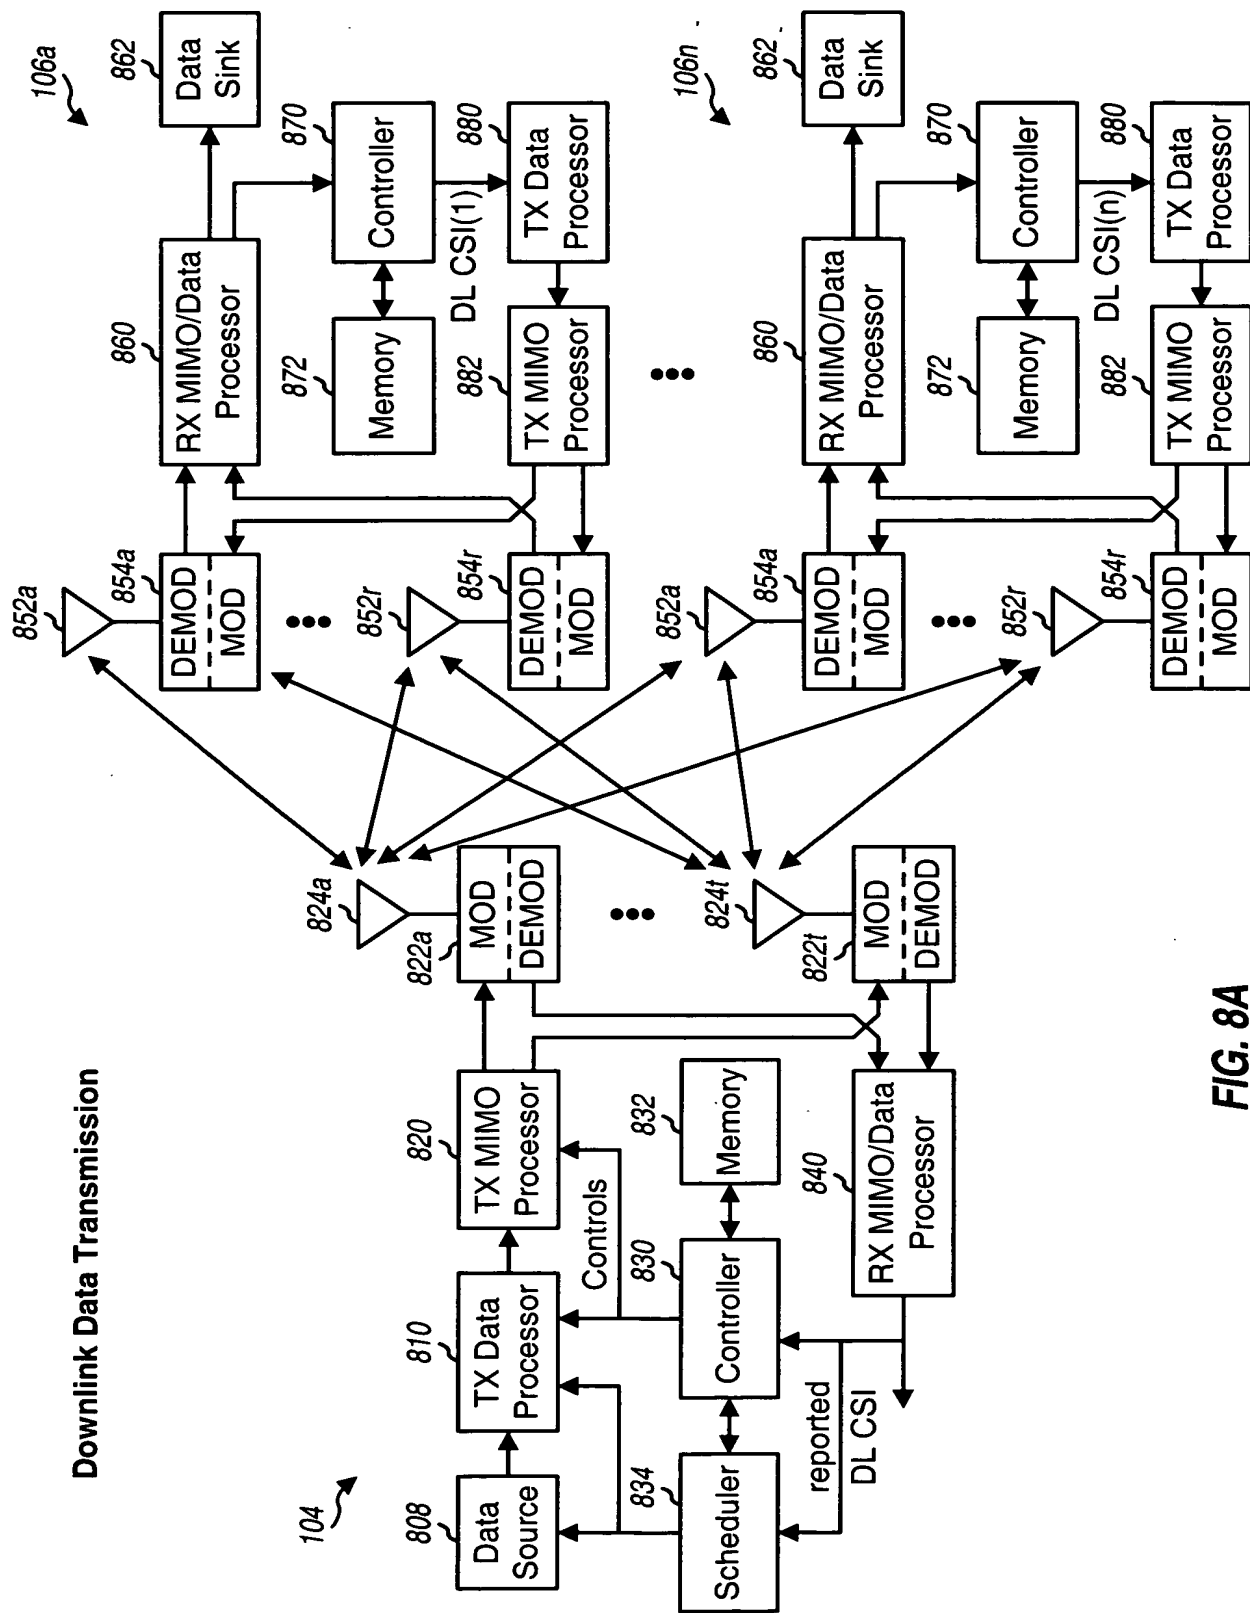 Downlink Data Transmission
104
808
Data
Source
810
TX Data
Processor
820
TX MIMO
Processor
Controls
834
Scheduler
830
Controller
832
Memory
reported
DL CSI
840
RX MIMO/Data
Processor
824a
822a
MOD
DEMOD
824t
822t
MOD
DEMOD
106a
852a
854a
DEMOD
MOD
852r
854r
DEMOD
MOD
860
RX MIMO/Data
Processor
862
Data
Sink
870
Controller
872
Memory
DL CSI(1)
880
TX Data
Processor
882
TX MIMO
Processor
106n
852a
854a
DEMOD
MOD
852r
854r
DEMOD
MOD
860
RX MIMO/Data
Processor
862
Data
Sink
870
Controller
872
Memory
DL CSI(n)
880
TX Data
Processor
882
TX MIMO
Processor
FIG. 8A